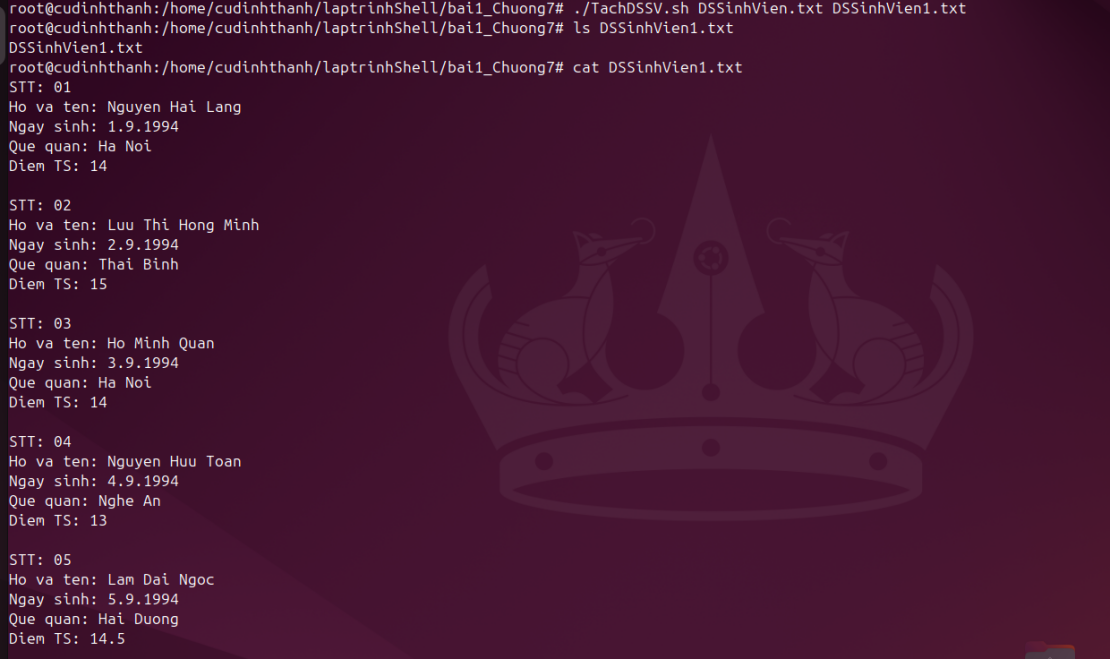 root@cudinhthanh:/home/cudinhthanh/laptrinhShell/bai1_Chuong7# ./TachDSSV.sh DSSinhVien.txt DSSinhVien1.txt
root@cudinhthanh:/home/cudinhthanh/laptrinhShell/bai1_Chuong7# ls DSSinhVien1.txt
DSSinhVien1.txt
root@cudinhthanh:/home/cudinhthanh/laptrinhShell/bai1_Chuong7# cat DSSinhVien1.txt
STT: 01
Ho va ten: Nguyen Hai Lang
Ngay sinh: 1.9.1994
Que quan: Ha Noi
Diem TS: 14
STT: 02
Ho va ten: Luu Thi Hong Minh
Ngay sinh: 2.9.1994
Que quan: Thai Binh
Diem TS: 15
STT: 03
Ho va ten: Ho Minh Quan
Ngay sinh: 3.9.1994
Que quan: Ha Noi
Diem TS: 14
STT: 04
Ho va ten: Nguyen Huu Toan
Ngay sinh: 4.9.1994
Que quan: Nghe An
Diem TS: 13
STT: 05
Ho va ten: Lam Dai Ngoc
Ngay sinh: 5.9.1994
Que quan: Hai Duong
Diem TS: 14.5